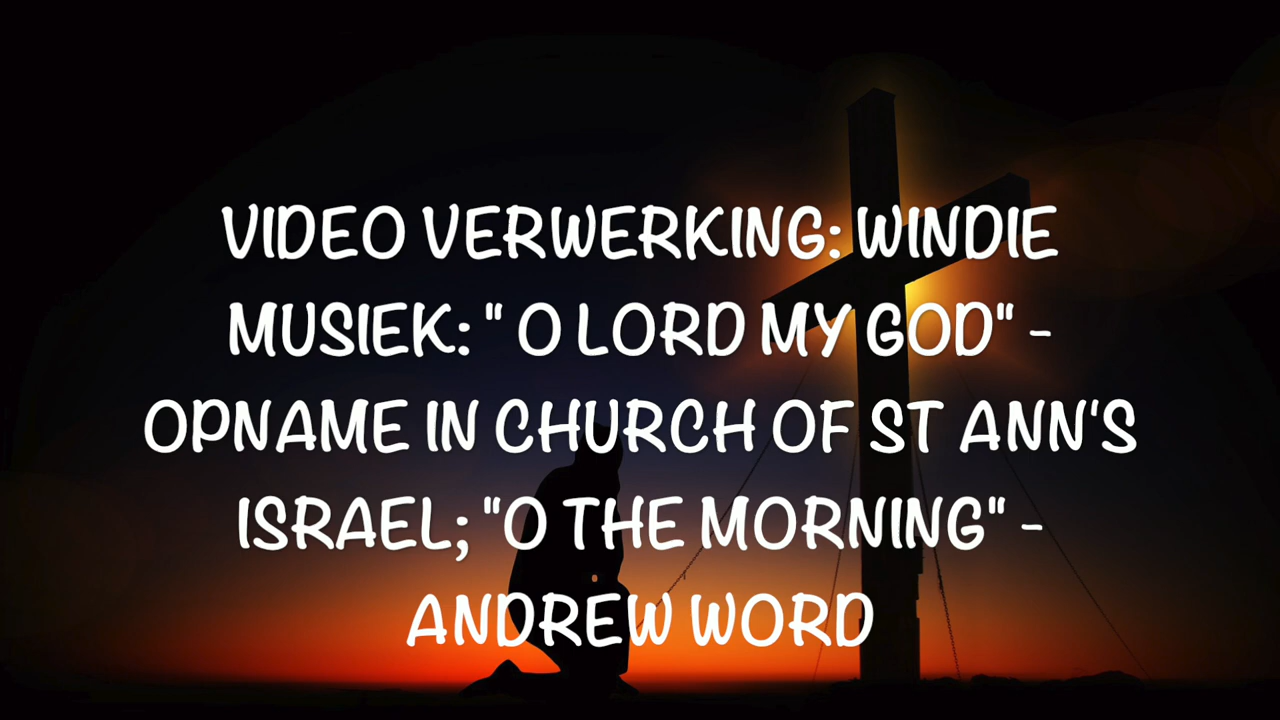 VIDEO VERWERKING: WINDIE
MUSIEK: " O LORD MY GOD" -
OPNAME IN CHURCH OF ST ANN'S
ISRAEL; "O THE MORNING" -
ANDREW WORD